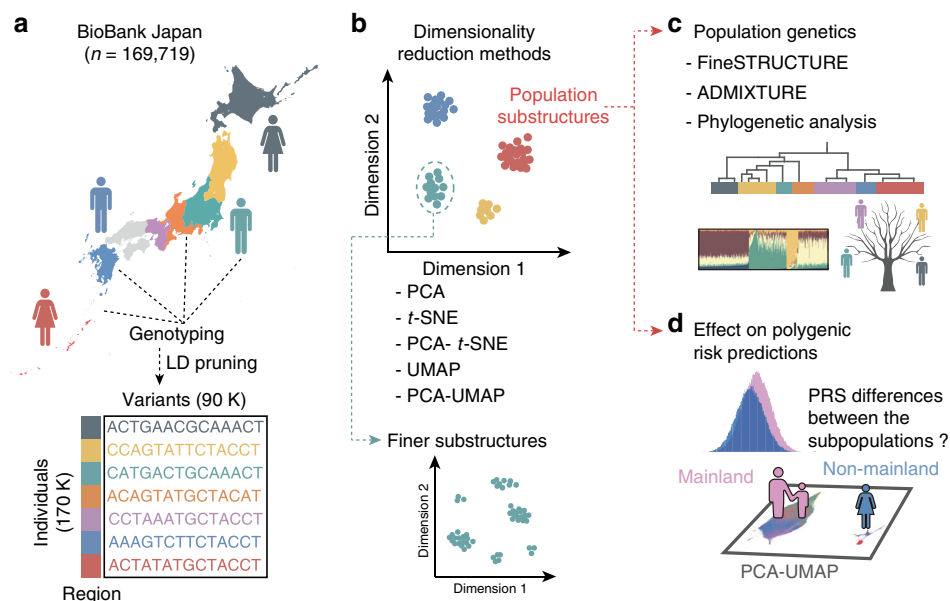 a
BioBank Japan
(n = 169,719)
Genotyping
LD pruning
Variants (90 K)
Individuals
(170 K)
ACTGAACGCAAACT
CCAGTATTCTACCT
CATGACTGCAAACT
ACAGTATGCTACAT
CCTAAATGCTACCT
AAAGTCTTCTACCT
ACTATATGCTACCT
Region
b
Dimensionality
reduction methods
Dimension 2
Population
substructures
Dimension 1
- PCA
- t-SNE
- PCA- t-SNE
- UMAP
- PCA-UMAP
Finer substructures
Dimension 2
Dimension 1
c
Population genetics
- FineSTRUCTURE
- ADMIXTURE
- Phylogenetic analysis
d
Effect on polygenic
risk predictions
PRS differences
between the
subpopulations ?
Mainland
Non-mainland
PCA-UMAP